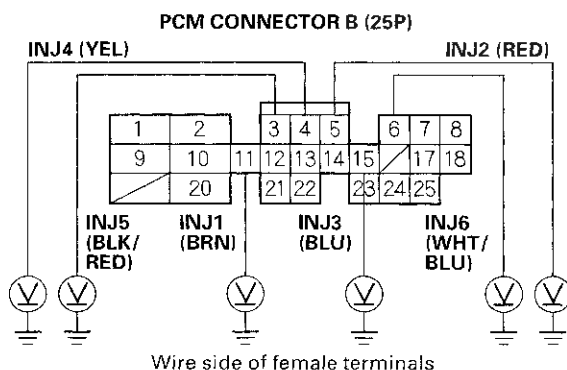 PCM CONNECTOR B (25P)
INJ4 (YEL) INJ2 (RED)
1 2 3 4 5 6 7 8
9 10 11 12 13 14 15 17 18
20 21 22 23 24 25
INJ5 (BLK/RED) INJ1 (BRN) INJ3 (BLU) INJ6 (WHT/BLU)
V V V V V V
Wire side of female terminals